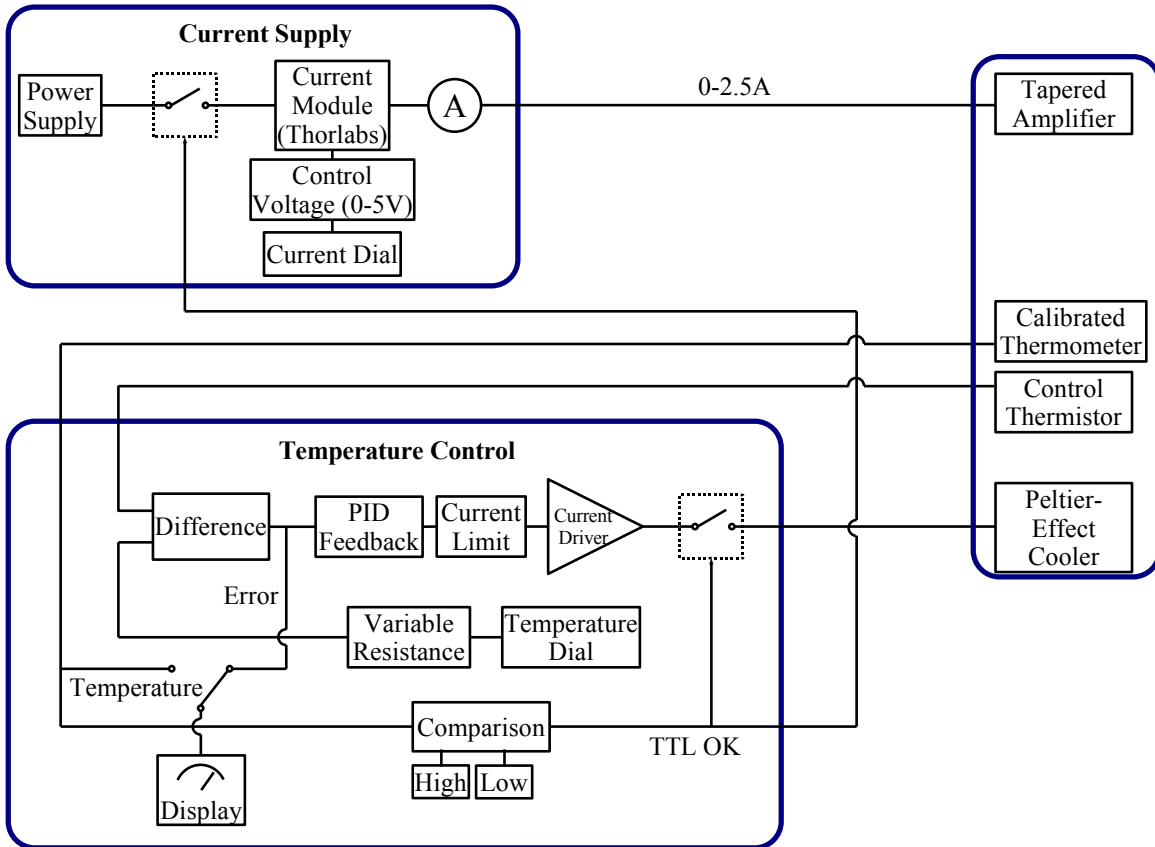 Current Supply
Power
Supply
Current
Module
(Thorlabs)
A
0-2.5A
Tapered
Amplifier
Control
Voltage (0-5V)
Current Dial
Calibrated
Thermometer
Control
Thermistor
Temperature Control
Difference
PID
Feedback
Current
Limit
Current
Driver
Peltier-
Effect
Cooler
Error
Variable
Resistance
Temperature
Dial
Temperature
Comparison
TTL OK
High
Low
Display